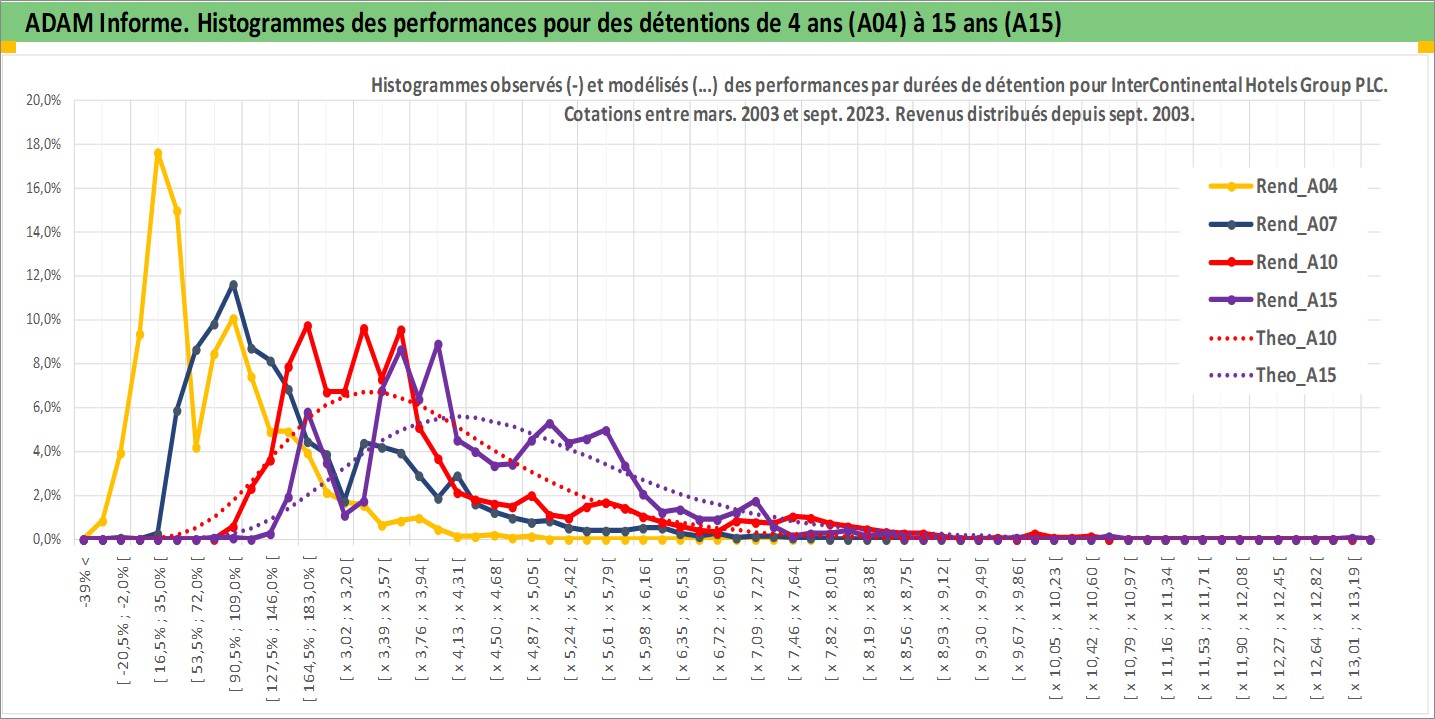 ADAM Informe. Histogrammes des performances pour des détentions de 4 ans (A04) à 15 ans (A15)
Histogrammes observés (-) et modélisés (...) des performances par durées de détention pour InterContinental Hotels Group PLC.
Cotations entre mars. 2003 et sept. 2023. Revenus distribués depuis sept. 2003.
20,0%
18,0%
16,0%
14,0%
12,0%
10,0%
8,0%
6,0%
4,0%
2,0%
0,0%
Rend_A04
Rend_A07
Rend_A10
Rend_A15
Theo_A10
Theo_A15
-39% <
[ -20,5% ; -2,0% [
[ 16,5% ; 35,0% [
[ 53,5% ; 72,0% [
[ 90,5% ; 109,0% [
[ 127,5% ; 146,0% [
[ 164,5% ; 183,0% [
[ x 3,02 ; x 3,20 [
[ x 3,39 ; x 3,57 [
[ x 3,76 ; x 3,94 [
[ x 4,13 ; x 4,31 [
[ x 4,50 ; x 4,68 [
[ x 4,87 ; x 5,05 [
[ x 5,24 ; x 5,42 [
[ x 5,61 ; x 5,79 [
[ x 5,98 ; x 6,16 [
[ x 6,35 ; x 6,53 [
[ x 6,72 ; x 6,90 [
[ x 7,09 ; x 7,27 [
[ x 7,46 ; x 7,64 [
[ x 7,82 ; x 8,01 [
[ x 8,19 ; x 8,38 [
[ x 8,56 ; x 8,75 [
[ x 8,93 ; x 9,12 [
[ x 9,30 ; x 9,49 [
[ x 9,67 ; x 9,86 [
[ x 10,05 ; x 10,23 [
[ x 10,42 ; x 10,60 [
[ x 10,79 ; x 10,97 [
[ x 11,16 ; x 11,34 [
[ x 11,53 ; x 11,71 [
[ x 11,90 ; x 12,08 [
[ x 12,27 ; x 12,45 [
[ x 12,64 ; x 12,82 [
[ x 13,01 ; x 13,19 [